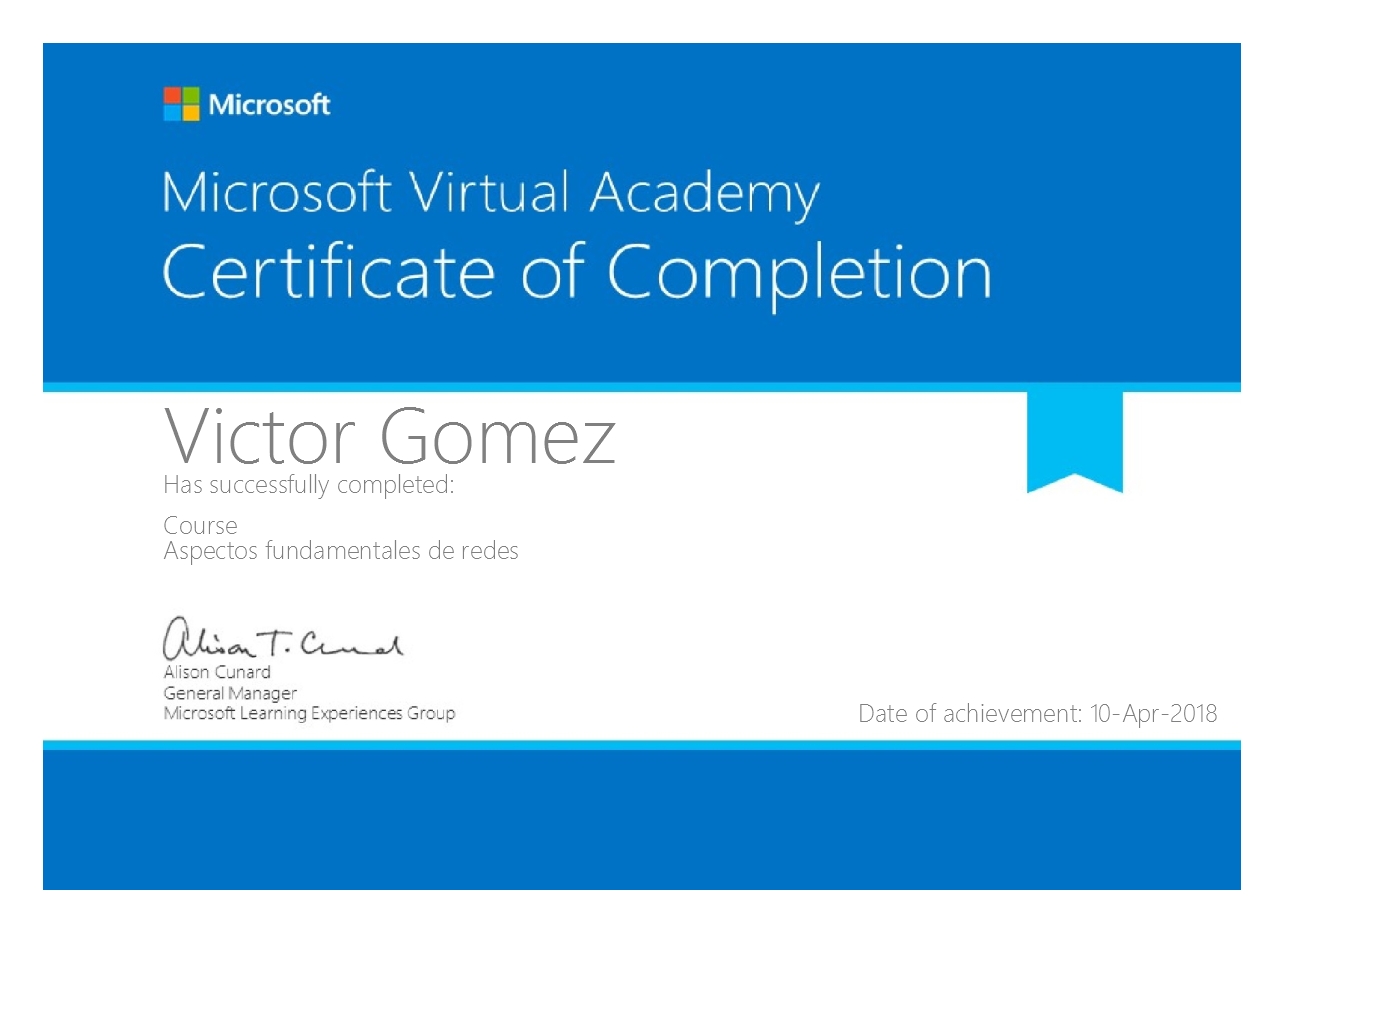 Microsoft
Microsoft Virtual Academy
Certificate of Completion
Victor Gomez
Has successfully completed:
Course
Aspectos fundamentales de redes
Alison T. Cunard
Alison Cunard
General Manager
Microsoft Learning Experiences Group
Date of achievement: 10-Apr-2018